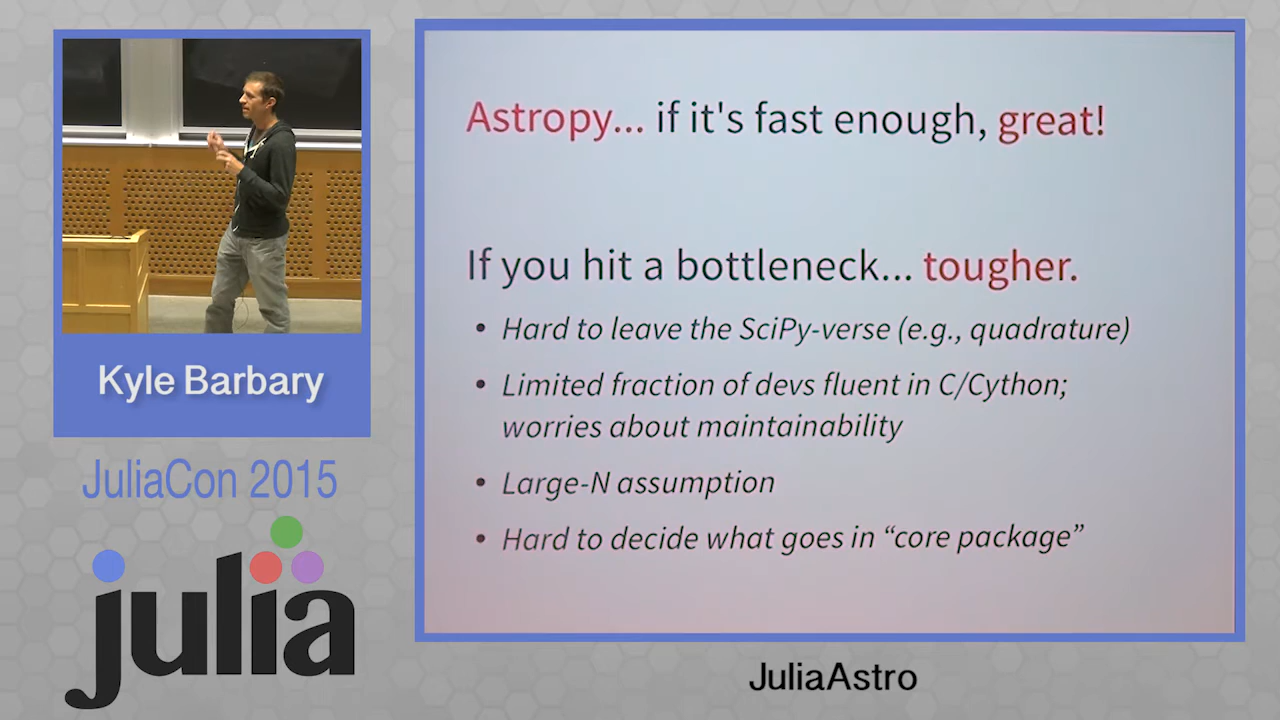 Astropy... if it's fast enough, great!
If you hit a bottleneck... tougher.
• Hard to leave the SciPy-verse (e.g., quadrature)
• Limited fraction of devs fluent in C/Cython;
worries about maintainability
• Large-N assumption
• Hard to decide what goes in “core package”
Kyle Barbary
JuliaCon 2015
julia
JuliaAstro